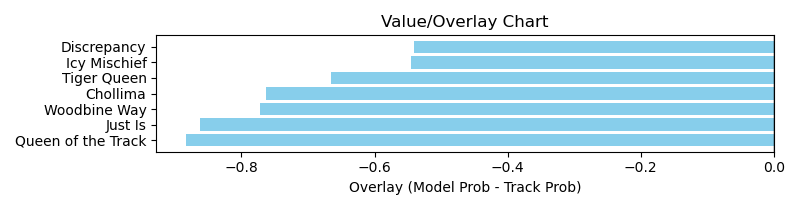 Value/Overlay Chart
Discrepancy
Icy Mischief
Tiger Queen
Chollima
Woodbine Way
Just Is
Queen of the Track
−0.8 −0.6 −0.4 −0.2 0.0
Overlay (Model Prob - Track Prob)